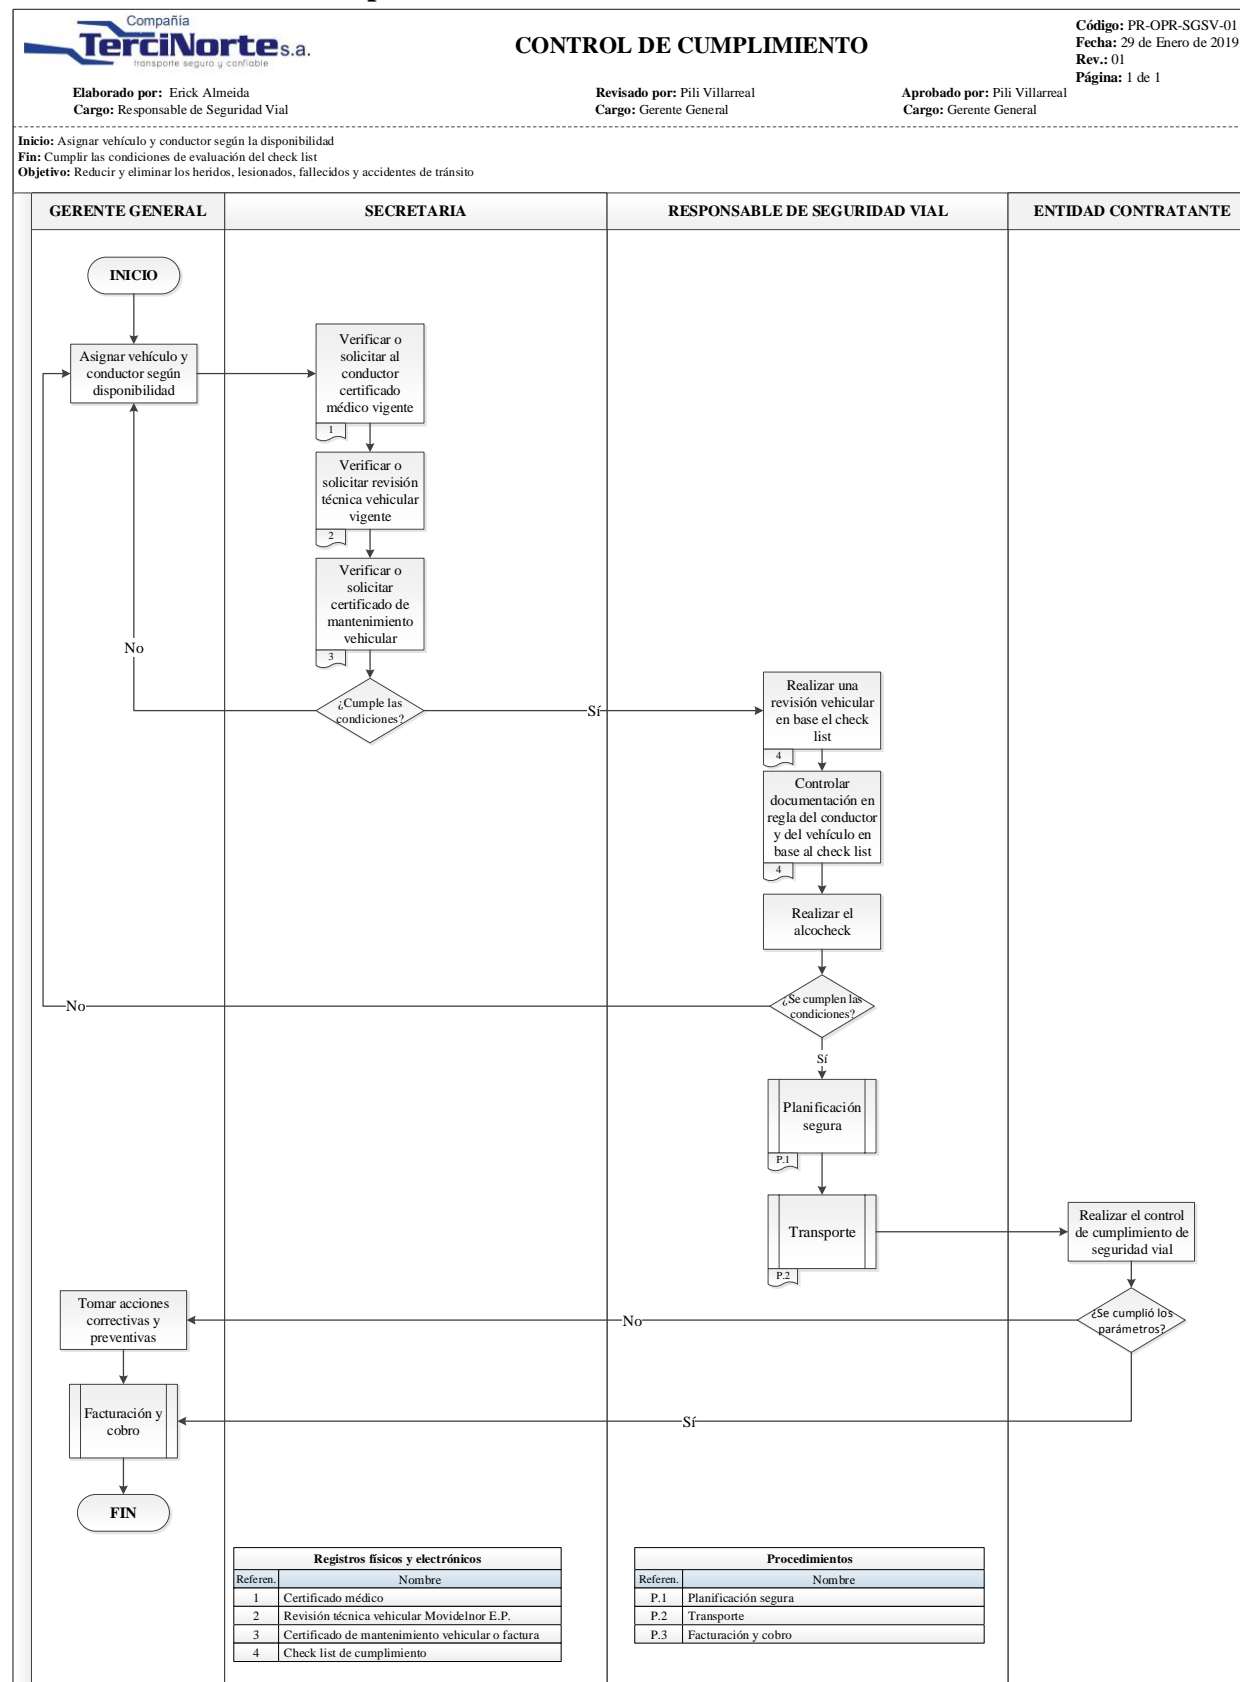 Compañía
TerciNorte s.a.
transporte seguro y confiable
CONTROL DE CUMPLIMIENTO
Código: PR-OPR-SGSV-01
Fecha: 29 de Enero de 2019
Rev.: 01
Página: 1 de 1
Elaborado por: Erick Almeida
Cargo: Responsable de Seguridad Vial
Revisado por: Pili Villarreal
Cargo: Gerente General
Aprobado por: Pili Villarreal
Cargo: Gerente General
Inicio: Asignar vehículo y conductor según la disponibilidad
Fin: Cumplir las condiciones de evaluación del check list
Objetivo: Reducir y eliminar los heridos, lesionados, fallecidos y accidentes de tránsito
GERENTE GENERAL
SECRETARIA
RESPONSABLE DE SEGURIDAD VIAL
ENTIDAD CONTRATANTE
INICIO
Asignar vehículo y
conductor según
disponibilidad
Verificar o
solicitar al
conductor
certificado
médico vigente
1
Verificar o
solicitar revisión
técnica vehicular
vigente
2
Verificar o
solicitar
certificado de
mantenimiento
vehicular
3
¿Cumple las
condiciones?
No
Sí
Realizar una
revisión vehicular
en base el check
list
4
Controlar
documentación en
regla del conductor
y del vehículo en
base al check list
4
Realizar el
alcocheck
¿Se cumplen las
condiciones?
No
Sí
Planificación
segura
P.1
Transporte
P.2
Realizar el control
de cumplimiento de
seguridad vial
¿Se cumplió los
parámetros?
No
Tomar acciones
correctivas y
preventivas
Sí
Facturación y
cobro
FIN
Registros físicos y electrónicos
Referen. Nombre
1 Certificado médico
2 Revisión técnica vehicular Movidelnor E.P.
3 Certificado de mantenimiento vehicular o factura
4 Check list de cumplimiento
Procedimientos
Referen. Nombre
P.1 Planificación segura
P.2 Transporte
P.3 Facturación y cobro